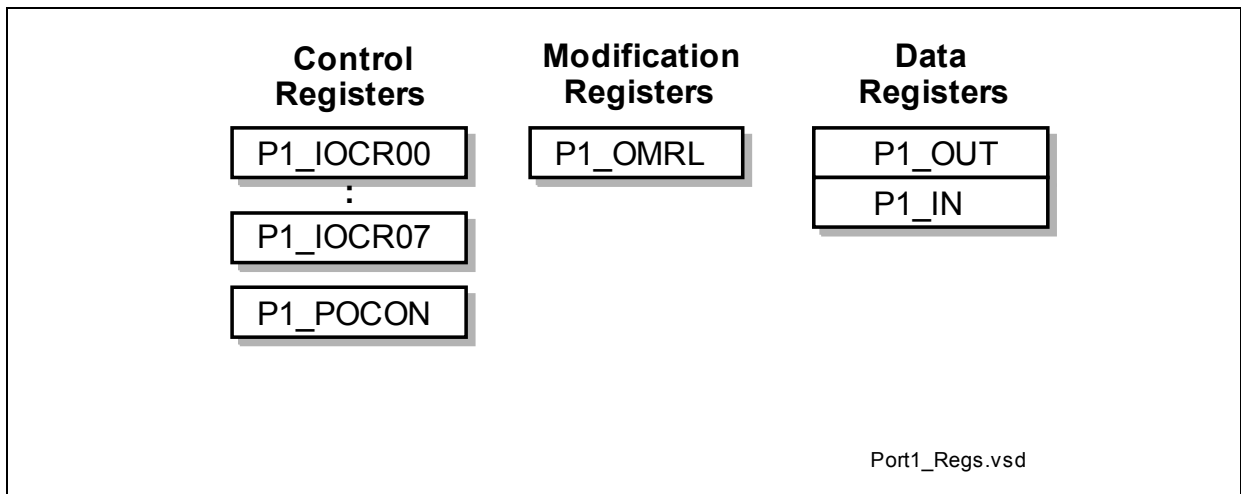 Control
Registers
P1_IOCR00
:
P1_IOCR07
P1_POCON
Modification
Registers
P1_OMRL
Data
Registers
P1_OUT
P1_IN
Port1_Regs.vsd